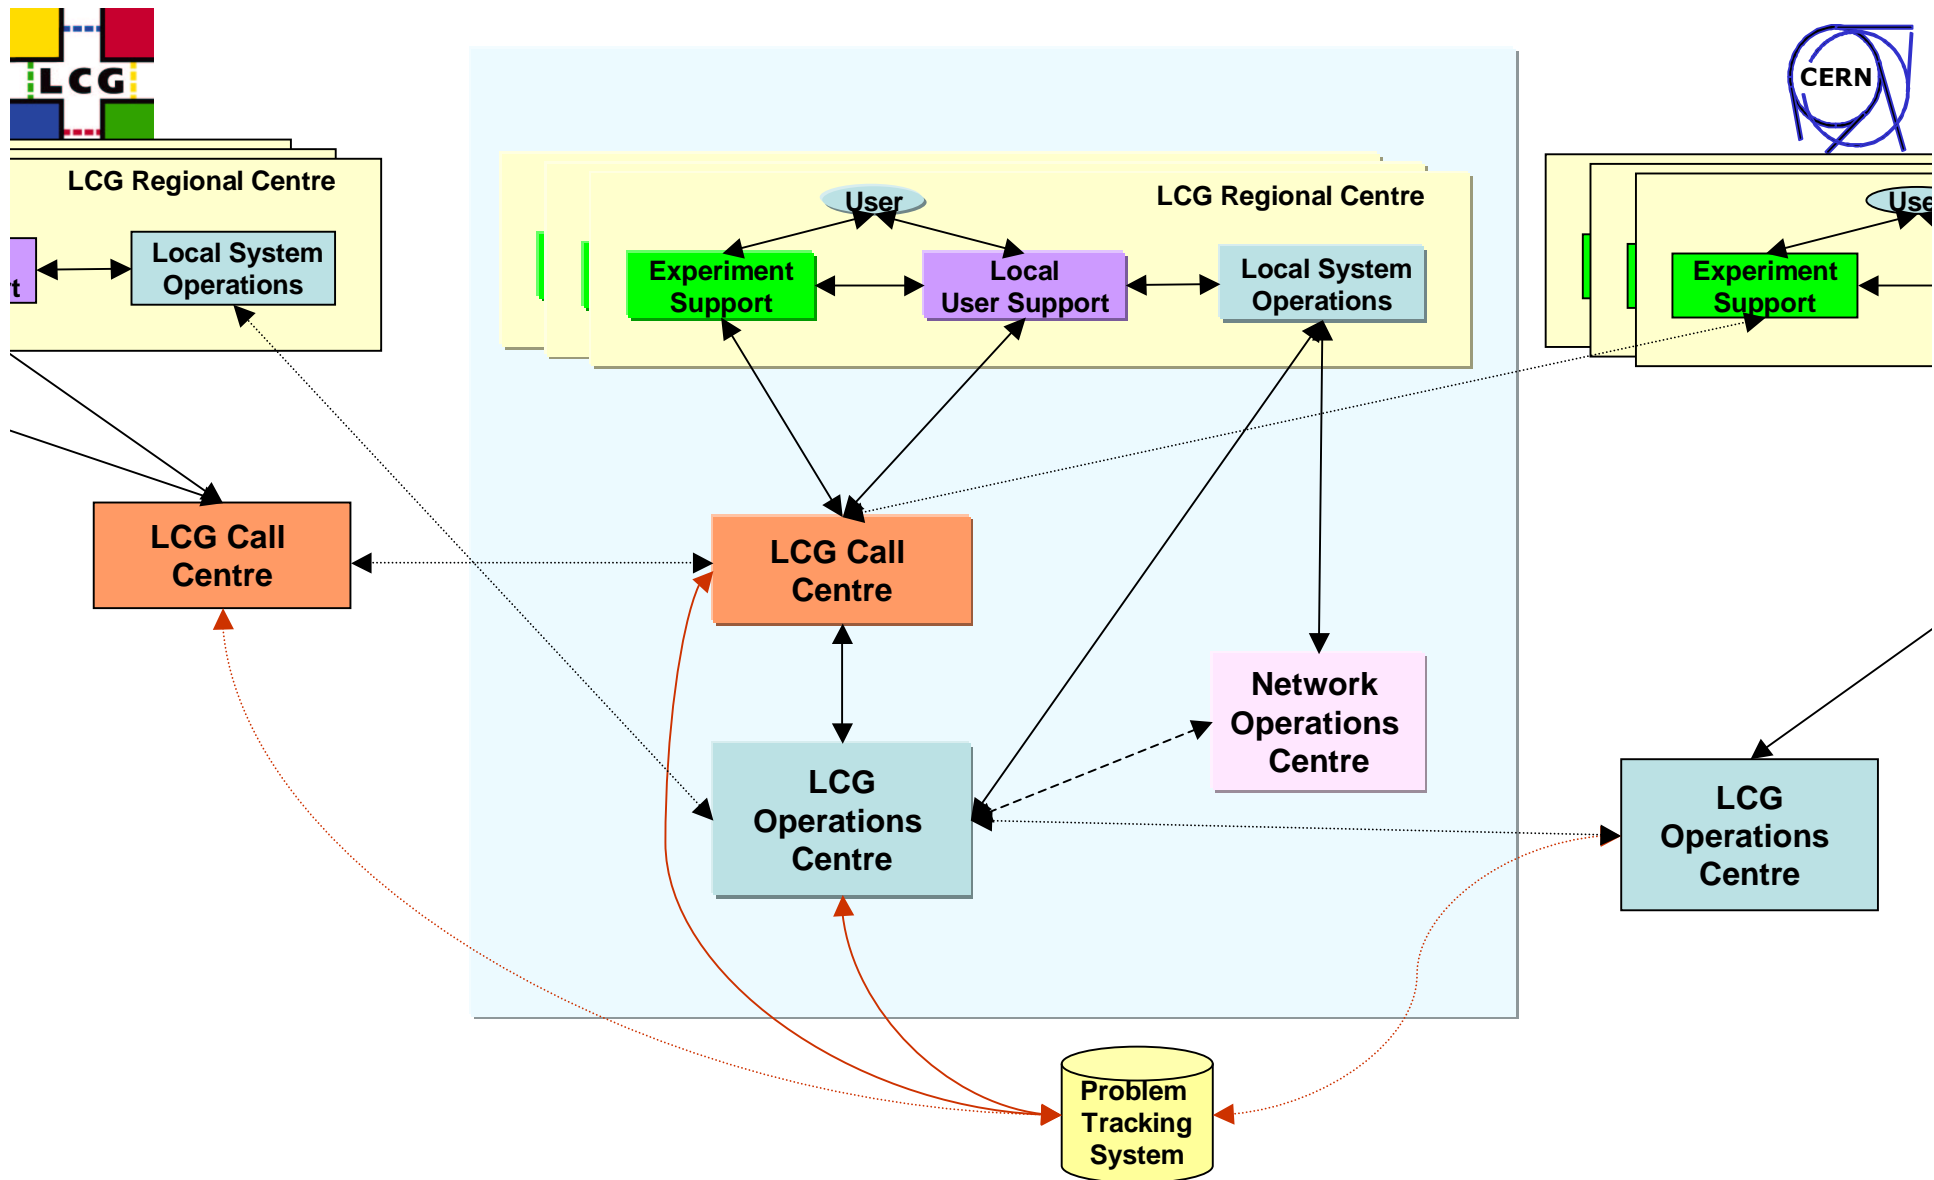 LCG
CERN
LCG Regional Centre
Local System
Operations
LCG Regional Centre
User
Experiment
Support
Local
User Support
Local System
Operations
Experiment
Support
LCG Call
Centre
LCG Call
Centre
Network
Operations
Centre
LCG
Operations
Centre
LCG
Operations
Centre
Problem
Tracking
System